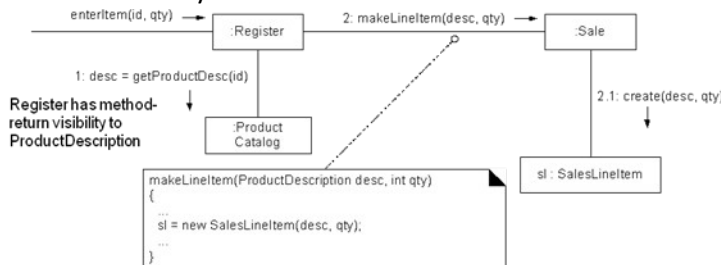 enterItem(id, qty)
:Register
2: makeLineItem(desc, qty)
:Sale
1: desc = getProductDesc(id)
2.1: create(desc, qty)
Register has method-
return visibility to
ProductDescription
:Product
Catalog
sl : SalesLineItem
makeLineItem(ProductDescription desc, int qty)
{
...
sl = new SalesLineItem(desc, qty);
...
}